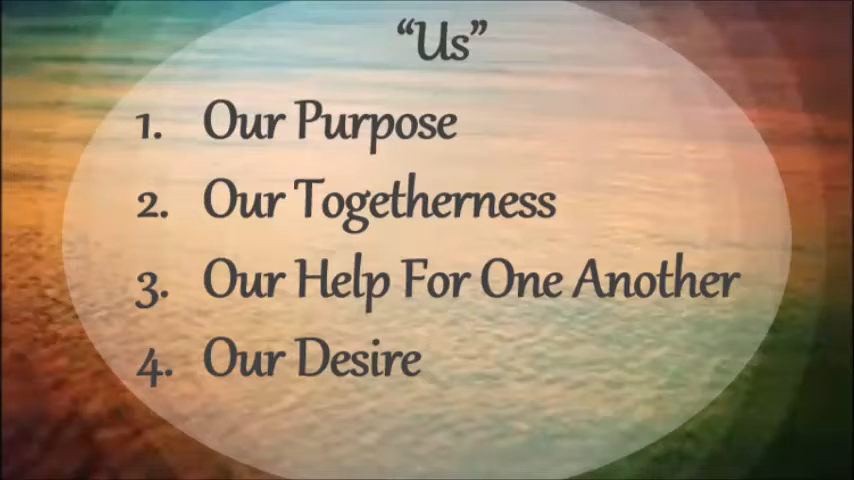 “Us”
1. Our Purpose
2. Our Togetherness
3. Our Help For One Another
4. Our Desire